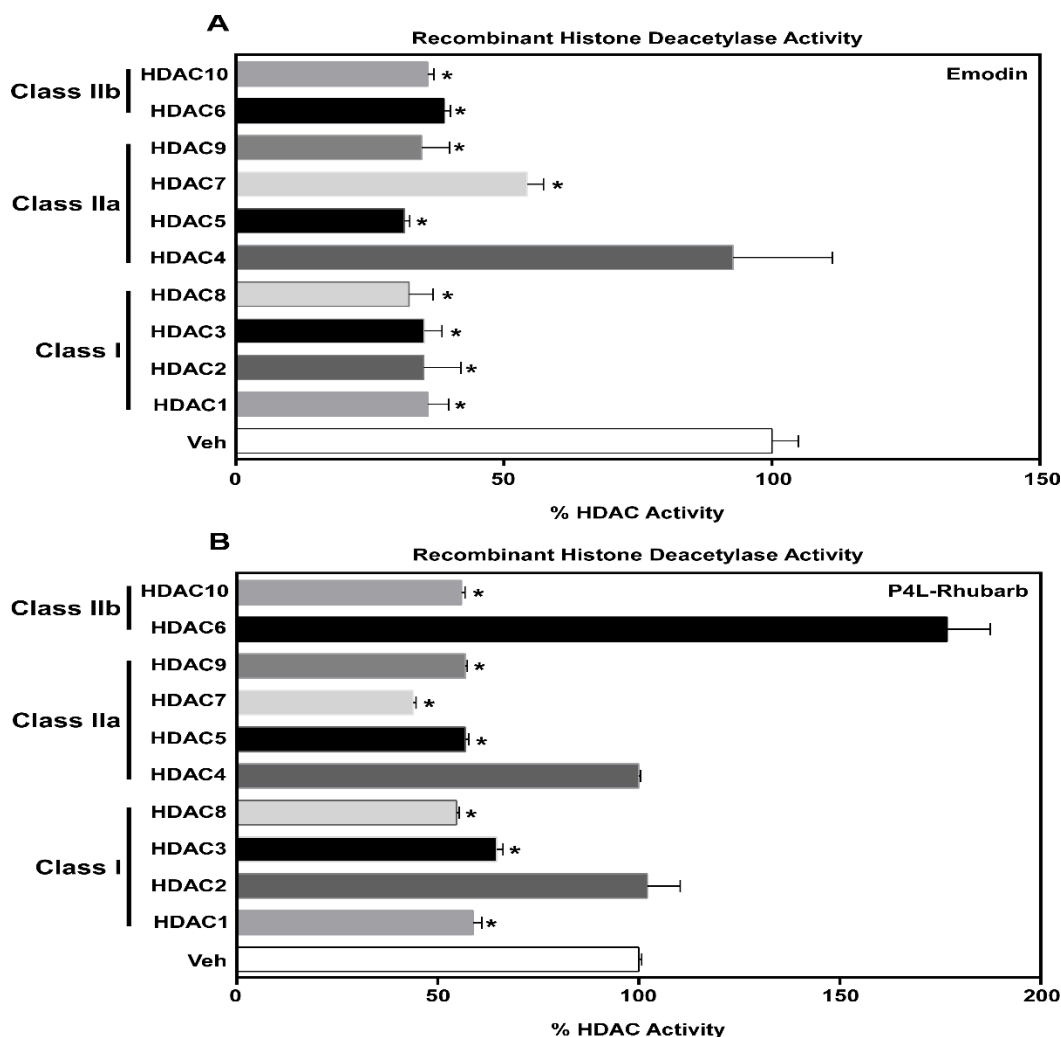 A
Recombinant Histone Deacetylase Activity
Emodin
Class IIb
HDAC10 *
HDAC6 *
Class IIa
HDAC9 *
HDAC7 *
HDAC5 *
HDAC4
Class I
HDAC8 *
HDAC3 *
HDAC2 *
HDAC1 *
Veh
0 50 100 150
% HDAC Activity
B
Recombinant Histone Deacetylase Activity
P4L-Rhubarb
Class IIb
HDAC10 *
HDAC6
Class IIa
HDAC9 *
HDAC7 *
HDAC5 *
HDAC4
Class I
HDAC8 *
HDAC3 *
HDAC2
HDAC1 *
Veh
0 50 100 150 200
% HDAC Activity